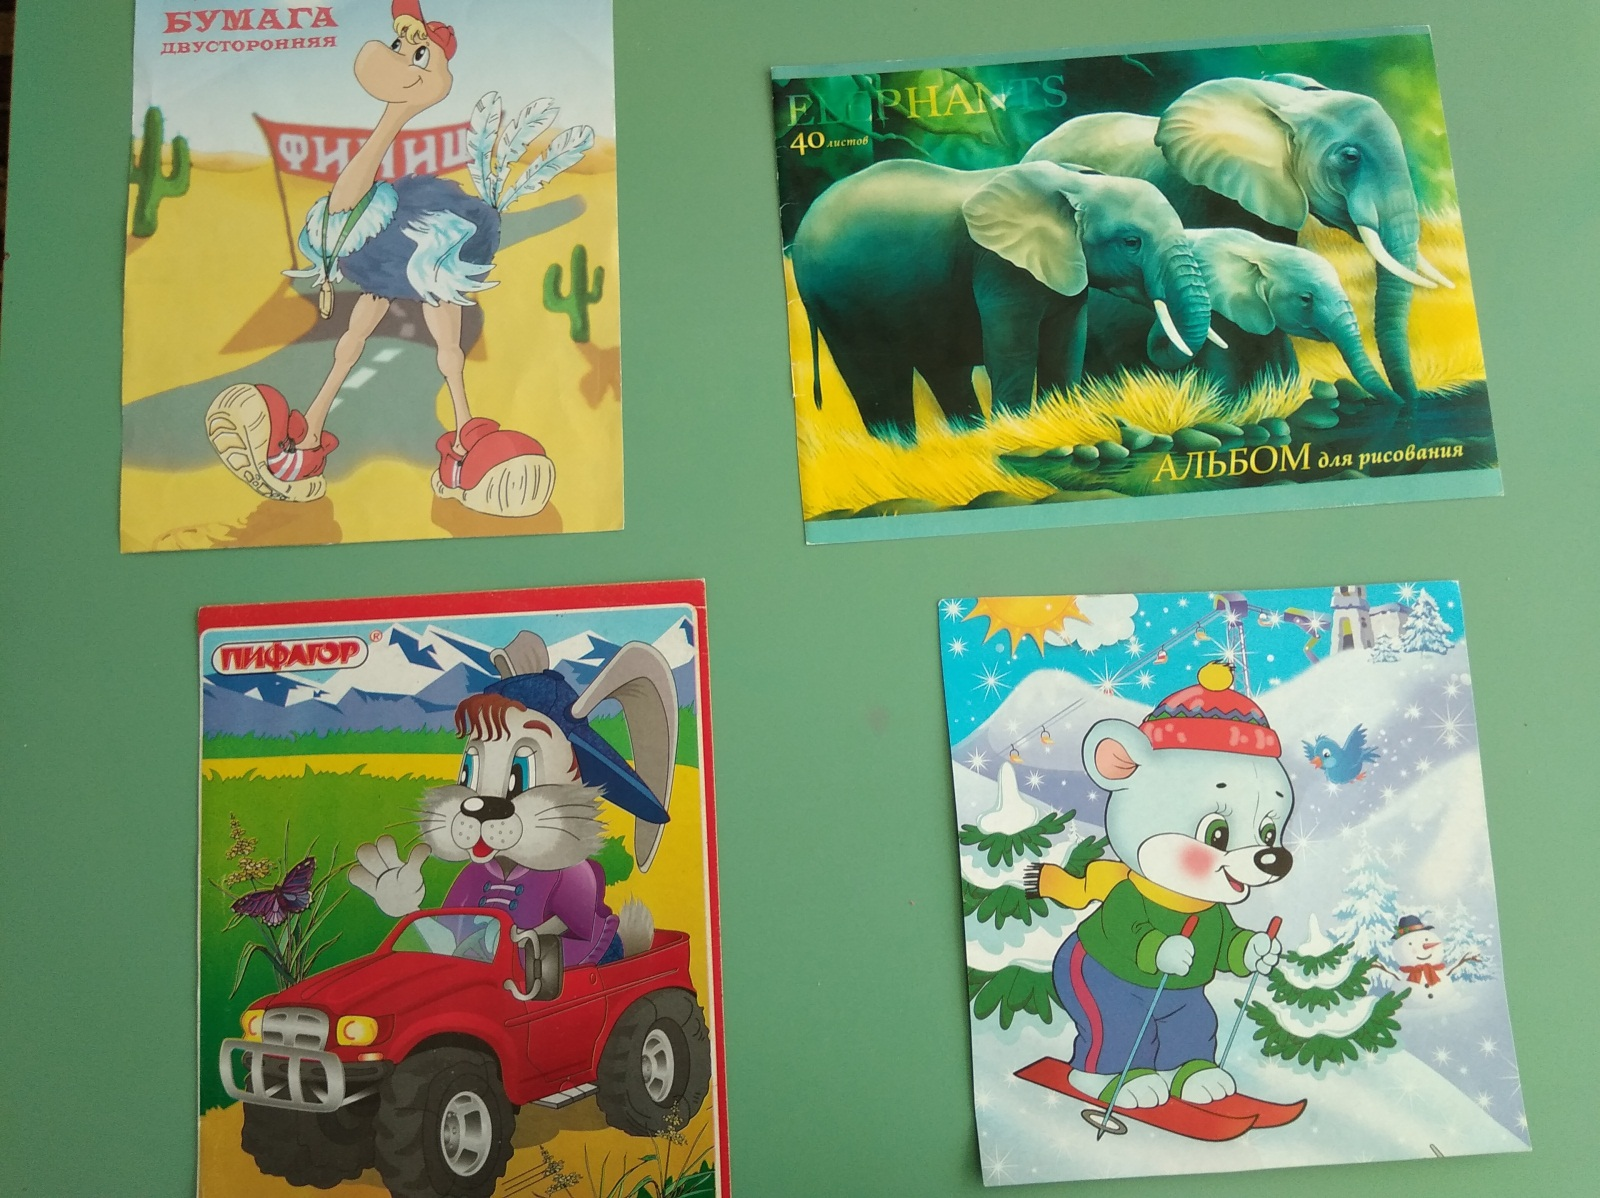 БУМАГА
ДВУСТОРОННЯЯ
ФИНИШ
ELEPHANTS
40 листов
АЛЬБОМ для рисования
ПИФАГОР®